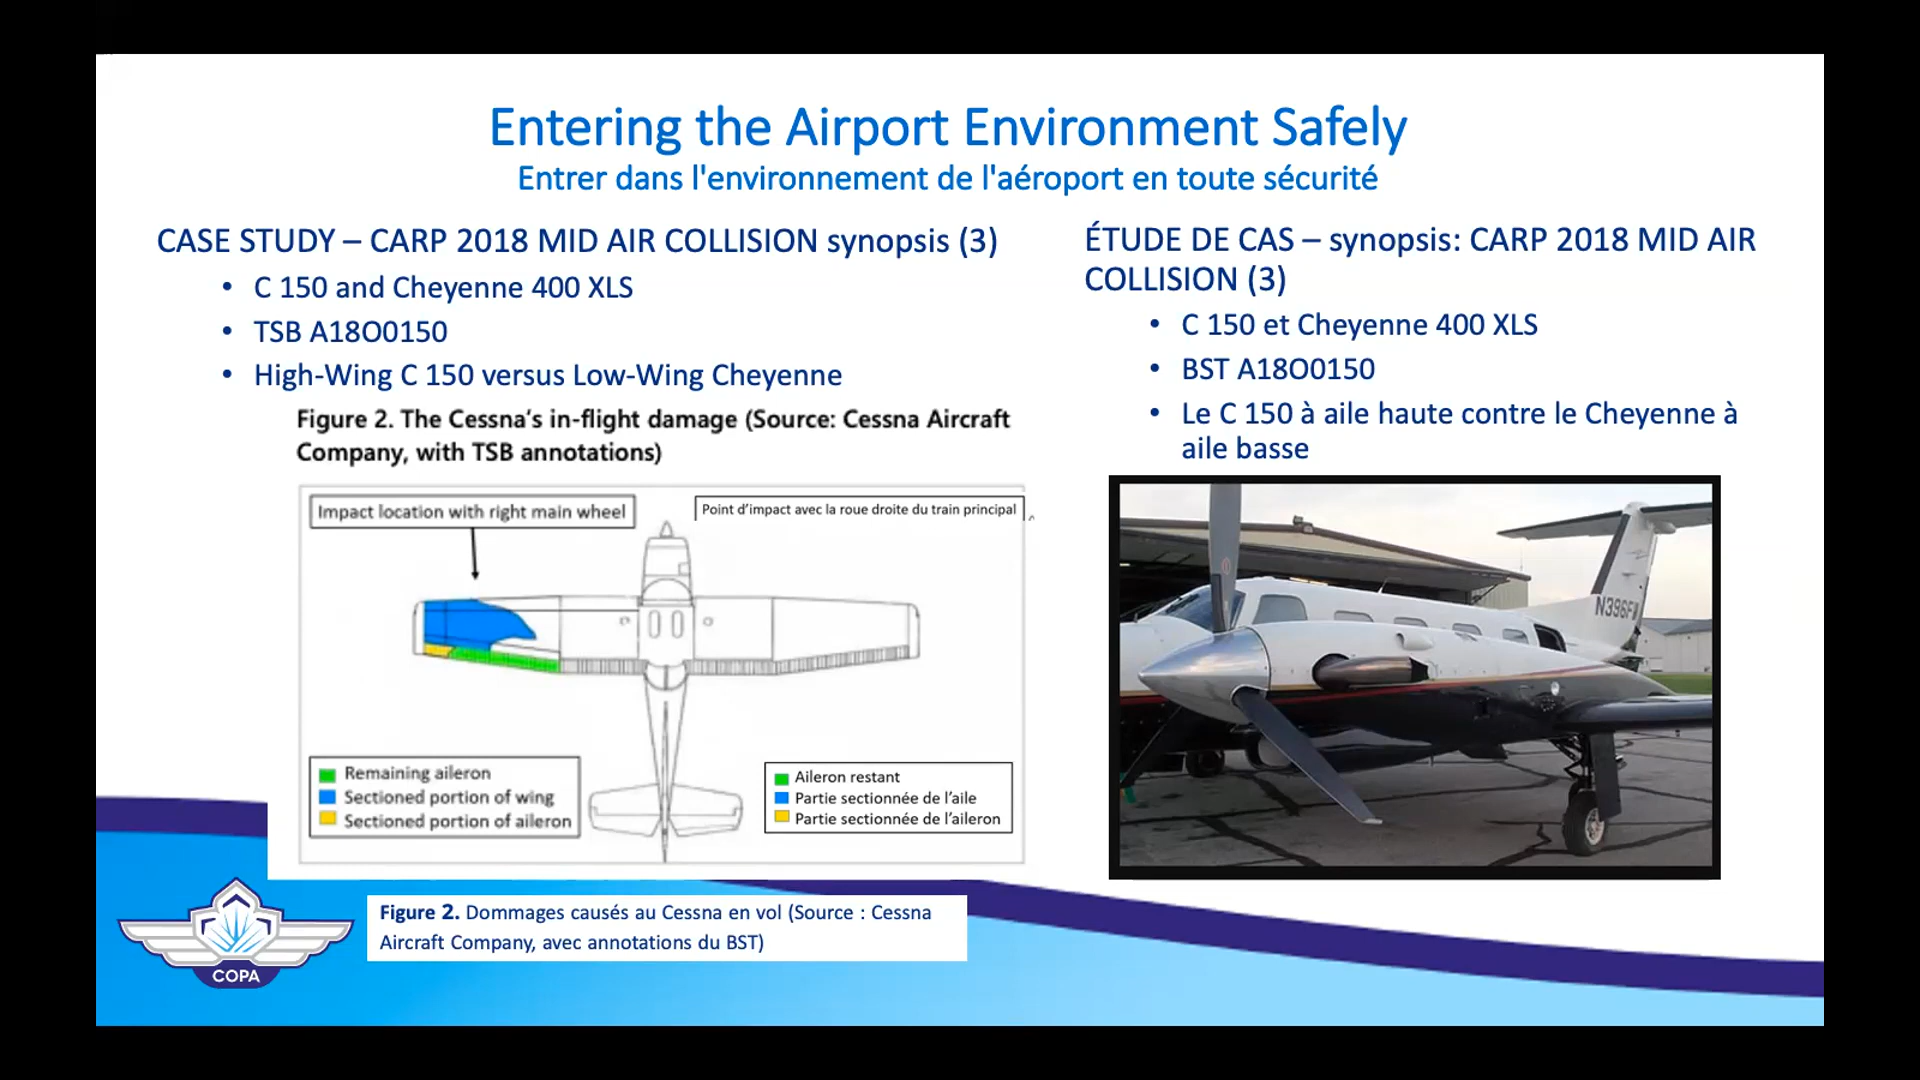 Entering the Airport Environment Safely
Entrer dans l'environnement de l'aéroport en toute sécurité
CASE STUDY – CARP 2018 MID AIR COLLISION synopsis (3)
• C 150 and Cheyenne 400 XLS
• TSB A18O0150
• High-Wing C 150 versus Low-Wing Cheyenne
Figure 2. The Cessna's in-flight damage (Source: Cessna Aircraft
Company, with TSB annotations)
Impact location with right main wheel
Point d'impact avec la roue droite du train principal
Remaining aileron
Sectioned portion of wing
Sectioned portion of aileron
Aileron restant
Partie sectionnée de l'aile
Partie sectionnée de l'aileron
Figure 2. Dommages causés au Cessna en vol (Source : Cessna
Aircraft Company, avec annotations du BST)
COPA
ÉTUDE DE CAS – synopsis: CARP 2018 MID AIR
COLLISION (3)
• C 150 et Cheyenne 400 XLS
• BST A18O0150
• Le C 150 à aile haute contre le Cheyenne à
aile basse